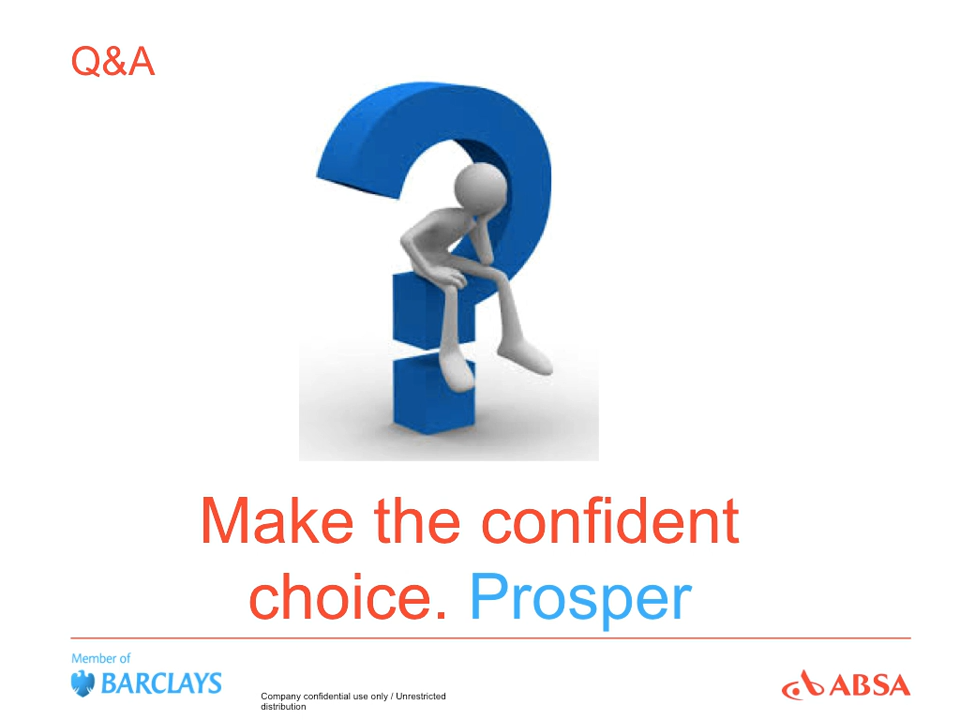 Q&A
Make the confident
choice. Prosper
Member of
BARCLAYS
Company confidential use only / Unrestricted
distribution
ABSA